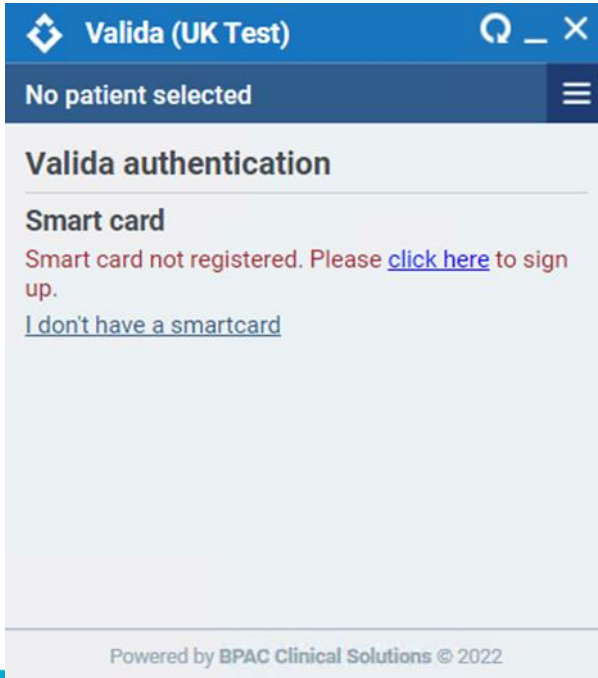 Valida (UK Test)
No patient selected
Valida authentication
Smart card
Smart card not registered. Please click here to sign
up.
I don't have a smartcard
Powered by BPAC Clinical Solutions © 2022